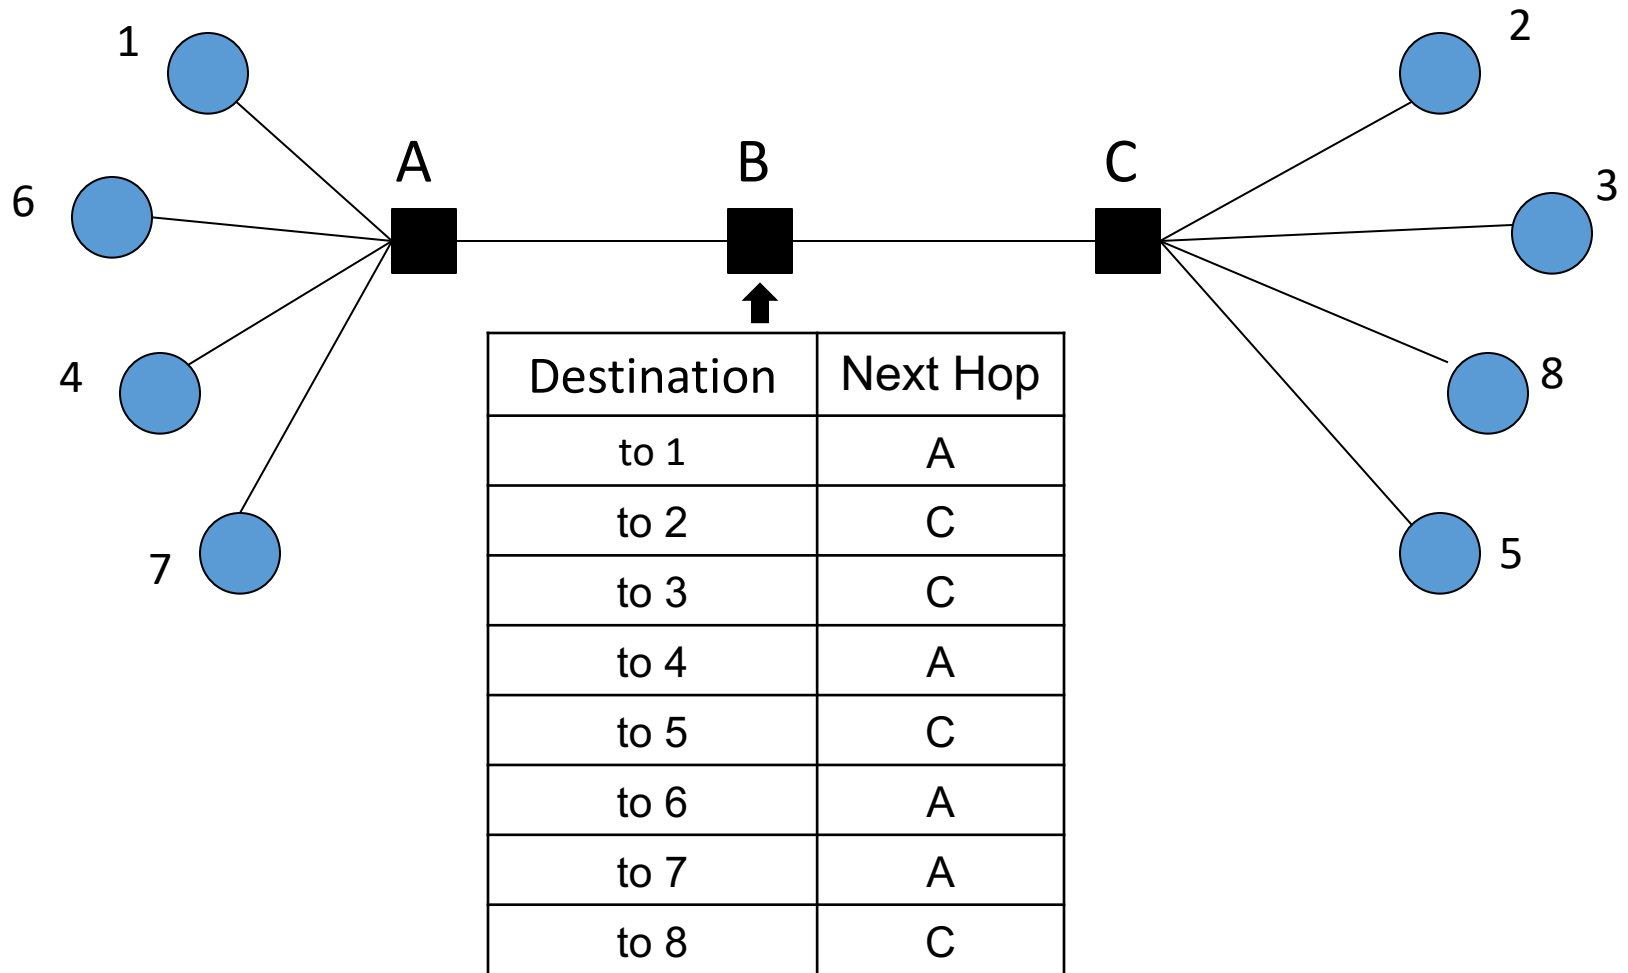 1
2
A
B
C
6
3
4
8
7
5
Destination Next Hop
to 1 A
to 2 C
to 3 C
to 4 A
to 5 C
to 6 A
to 7 A
to 8 C